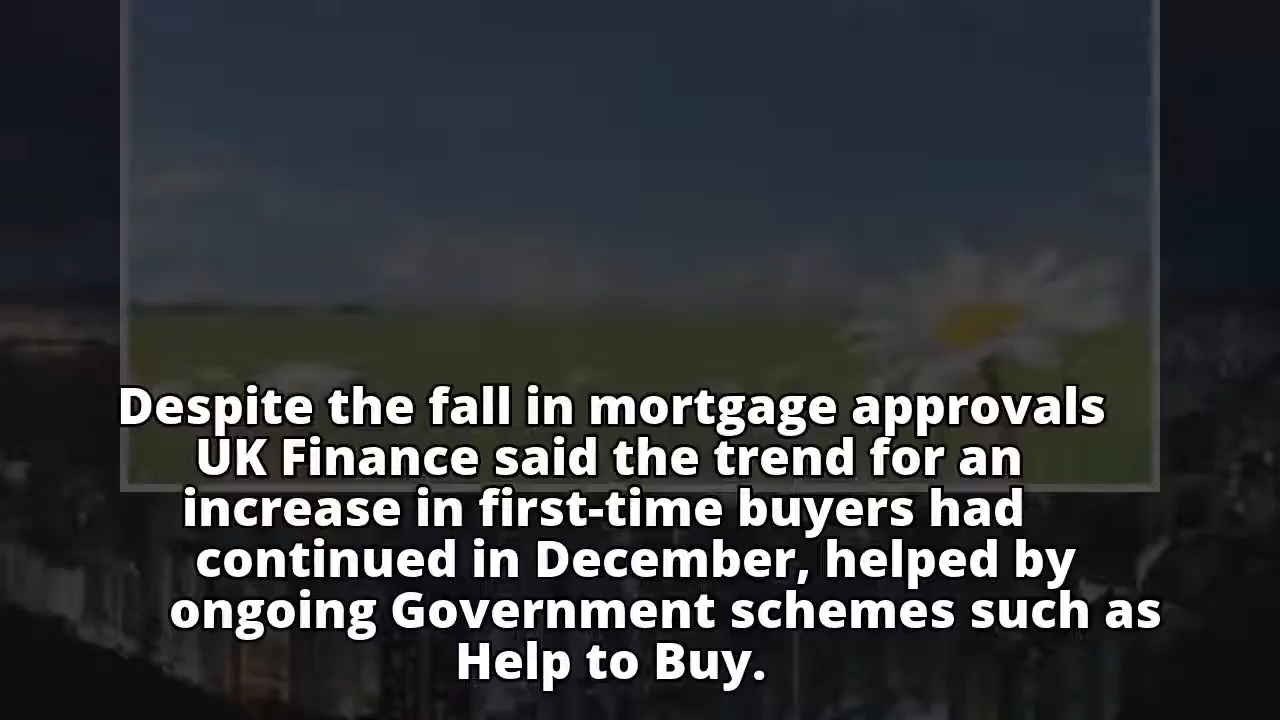 Despite the fall in mortgage approvals
UK Finance said the trend for an
increase in first-time buyers had
continued in December, helped by
ongoing Government schemes such as
Help to Buy.